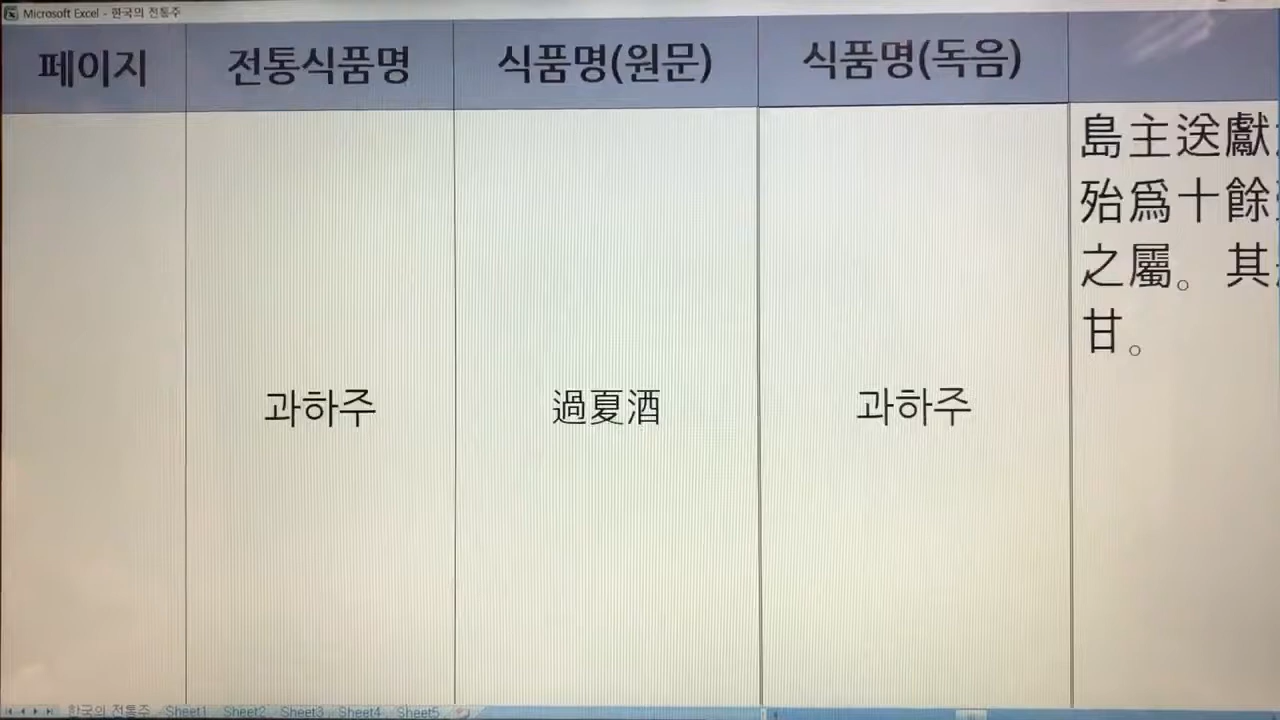 Microsoft Excel - 한국의 전통주
페이지 전통식품명 식품명(원문) 식품명(독음)
島主送獻
殆爲十餘
之屬。其
甘。
과하주 過夏酒 과하주
한국의 전통주 Sheet1 Sheet2 Sheet3 Sheet4 Sheet5